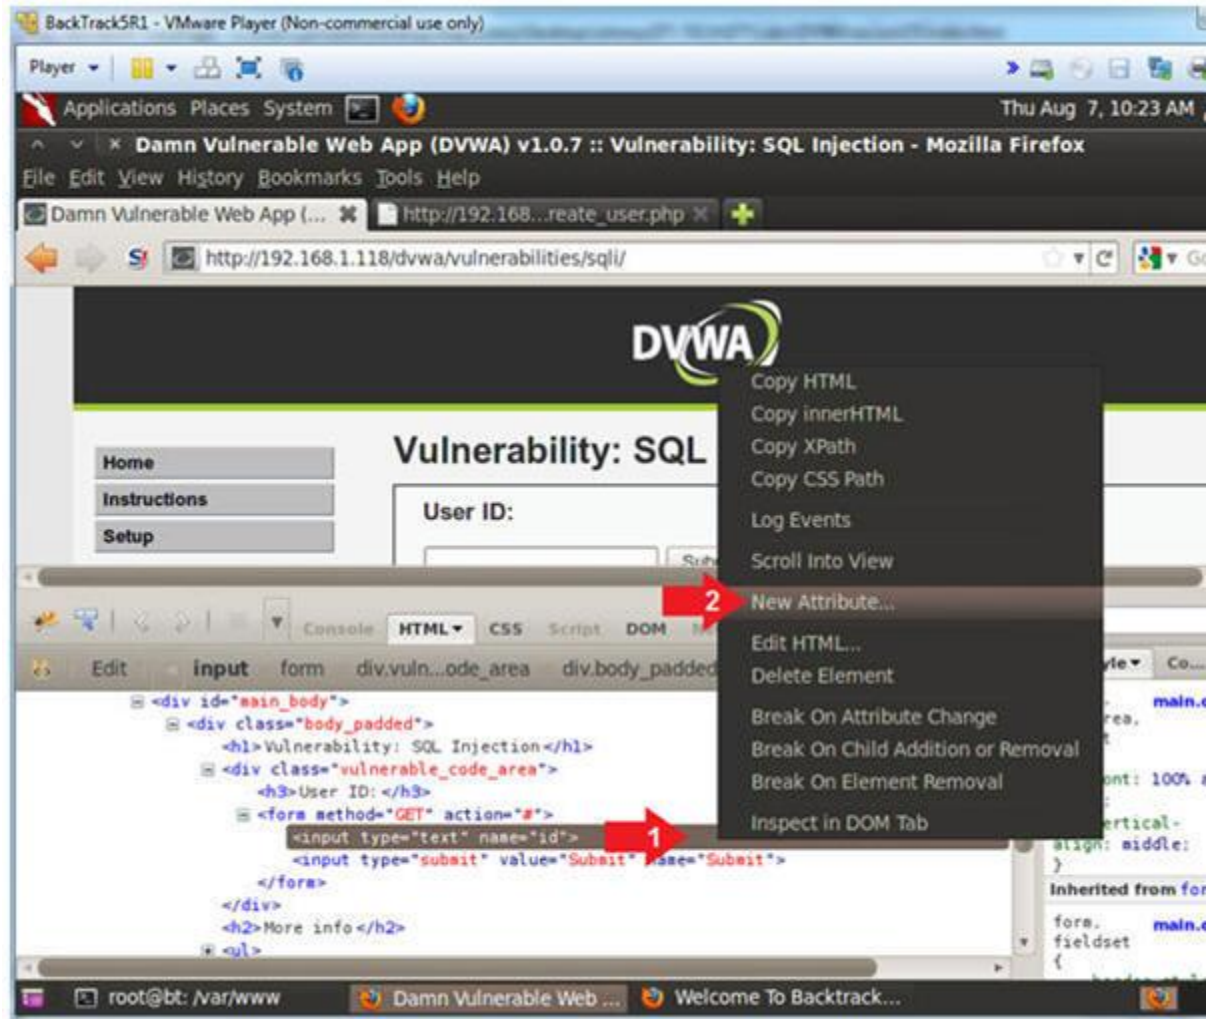 BackTrack5R1 - VMware Player (Non-commercial use only)
Player
Applications Places System
Thu Aug 7, 10:23 AM
Damn Vulnerable Web App (DVWA) v1.0.7 :: Vulnerability: SQL Injection - Mozilla Firefox
File Edit View History Bookmarks Tools Help
Damn Vulnerable Web App (... http://192.168...reate_user.php
http://192.168.1.118/dvwa/vulnerabilities/sqli/
DVWA
Home
Instructions
Setup
Vulnerability: SQL
User ID:
Copy HTML
Copy innerHTML
Copy XPath
Copy CSS Path
Log Events
Scroll Into View
2 New Attribute...
Edit HTML...
Delete Element
Break On Attribute Change
Break On Child Addition or Removal
Break On Element Removal
Inspect in DOM Tab
Console HTML CSS Script DOM
Edit input form div.vuln...ode_area div.body_padded
Co...
<div id="main_body">
<div class="body_padded">
<h1>Vulnerability: SQL Injection</h1>
<div class="vulnerable_code_area">
<h3>User ID:</h3>
<form method="GET" action="#">
<input type="text" name="id"> 1
<input type="submit" value="Submit" name="Submit">
</form>
</div>
<h2>More info</h2>
<ul>
100%
align: middle;
}
Inherited from
form,
fieldset
{
root@bt: /var/www Damn Vulnerable Web ... Welcome To Backtrack...